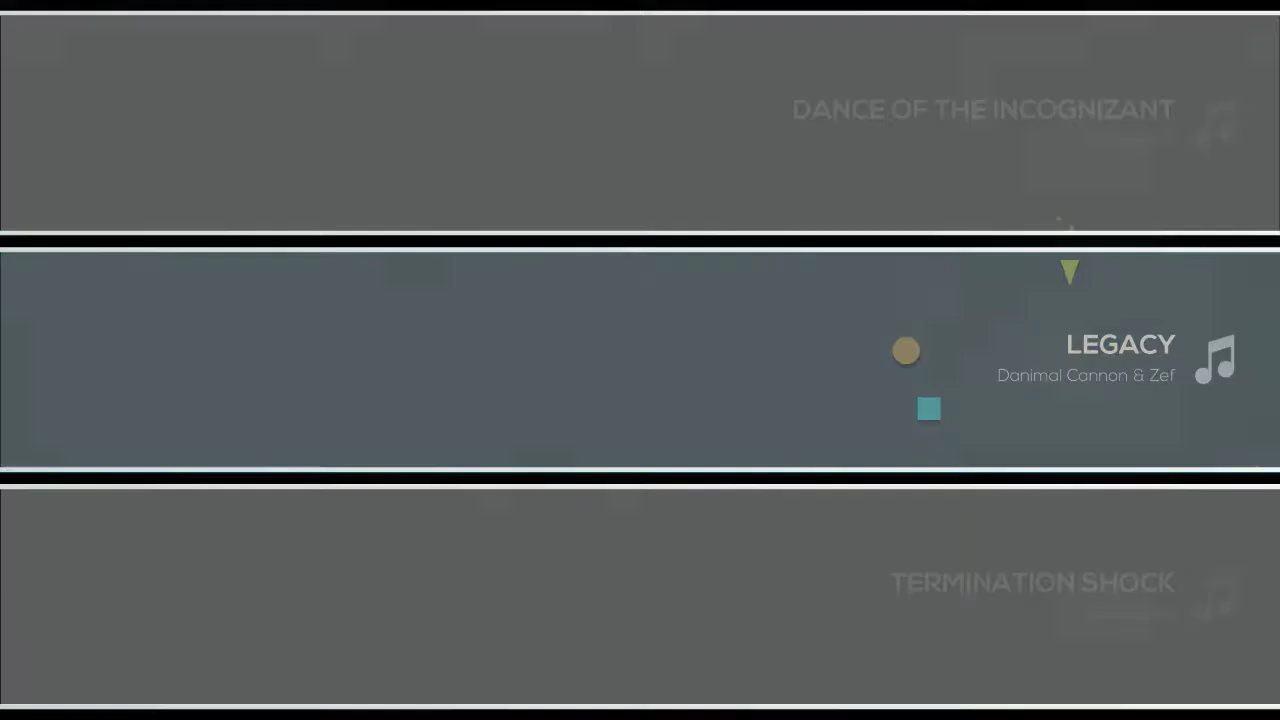 DANCE OF THE INCOGNIZANT
LEGACY
Danimal Cannon & Zef
TERMINATION SHOCK